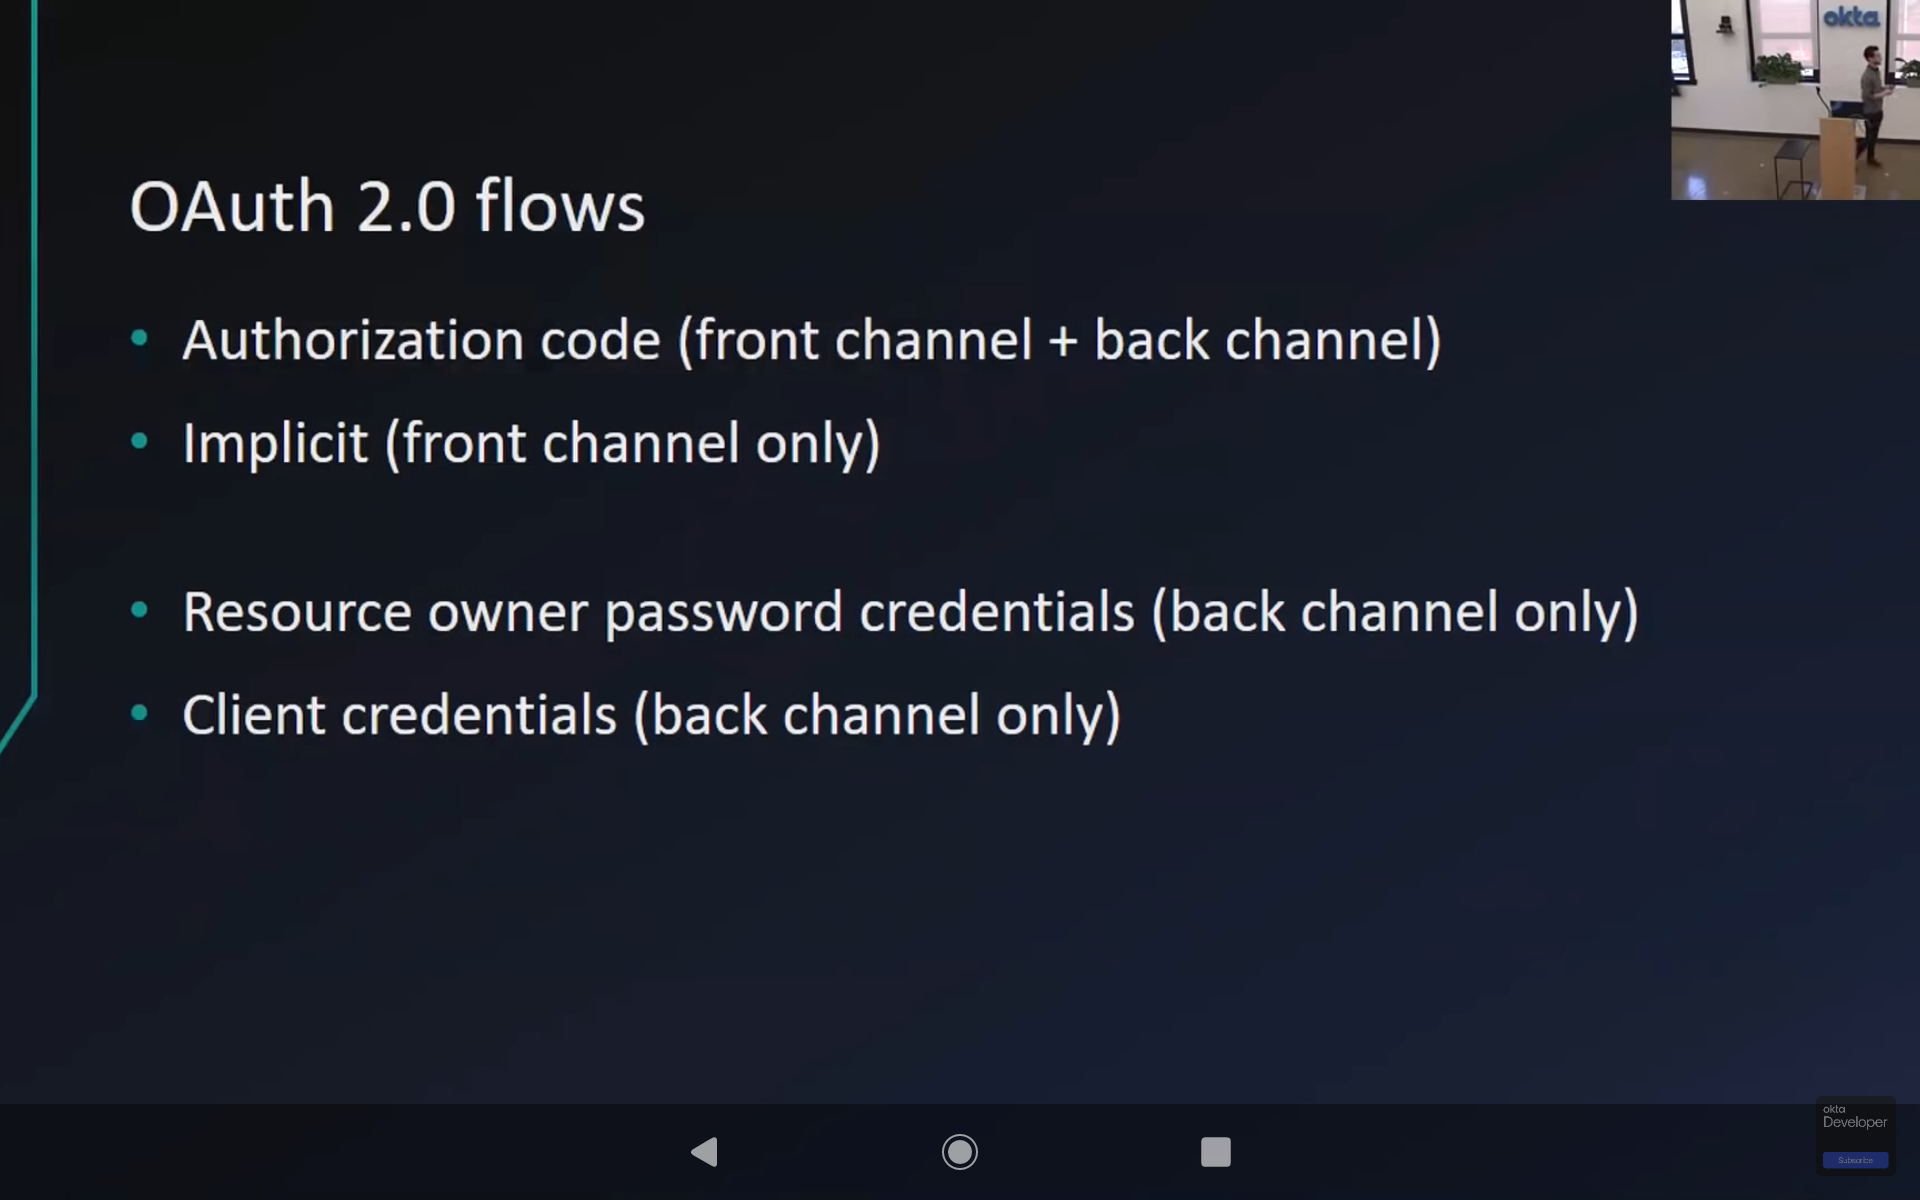 okta
OAuth 2.0 flows
• Authorization code (front channel + back channel)
• Implicit (front channel only)
• Resource owner password credentials (back channel only)
• Client credentials (back channel only)
okta
Developer
Subscribe